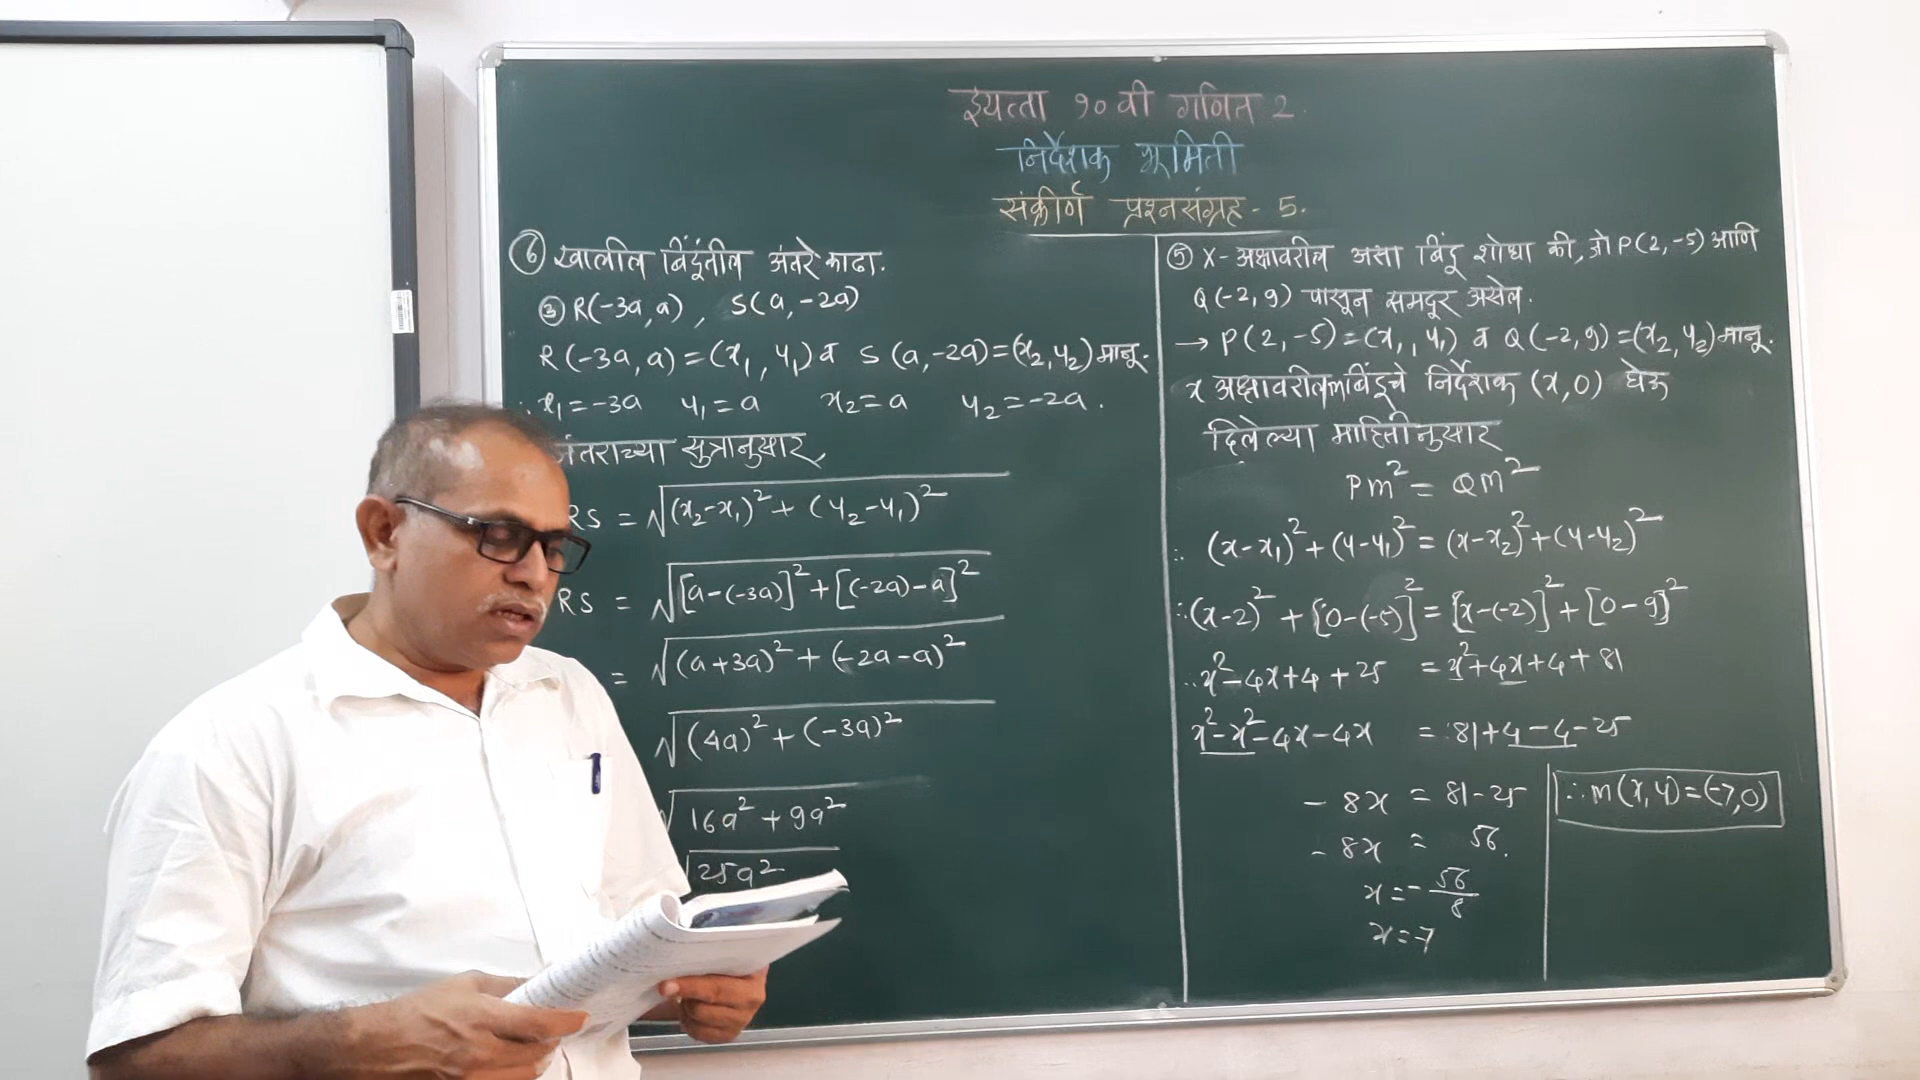 इयत्ता १० वी गणित 2.
निर्देशक भूमिती
संकीर्ण प्रश्नसंग्रह - 5.
⑥ खालील बिंदूंतील अंतरे काढा.
③ R(-3a, a) , S(a, -2a)
R(-3a, a) = (x₁, y₁) व S(a, -2a) = (x₂, y₂) मानू.
x₁ = -3a y₁ = a x₂ = a y₂ = -2a .
अंतराच्या सुत्रानुसार,
RS = √(x₂-x₁)² + (y₂-y₁)²
RS = √[a-(-3a)]² + [(-2a)-a]²
= √(a+3a)² + (-2a-a)²
√(4a)² + (-3a)²
√16a² + 9a²
√25a²
⑤ X - अक्षावरील असा बिंदू शोधा की, जो P(2, -5) आणि
Q(-2, 9) पासून समदूर असेल.
→ P(2, -5) = (x₁, y₁) व Q(-2, 9) = (x₂, y₂) मानू.
x अक्षावरील बिंदूचे निर्देशक (x, 0) घेऊ
दिलेल्या माहितीनुसार
PM² = QM²
∴ (x-x₁)² + (y-y₁)² = (x-x₂)² + (y-y₂)²
∴ (x-2)² + [0-(-5)]² = [x-(-2)]² + [0-9]²
∴ x² - 4x + 4 + 25 = x² + 4x + 4 + 81
x² - x² - 4x - 4x = 81 + 4 - 4 - 25
- 8x = 81 - 25
- 8x = 56.
x = - 56/8
x = -7
∴ M(x, y) = (-7, 0)